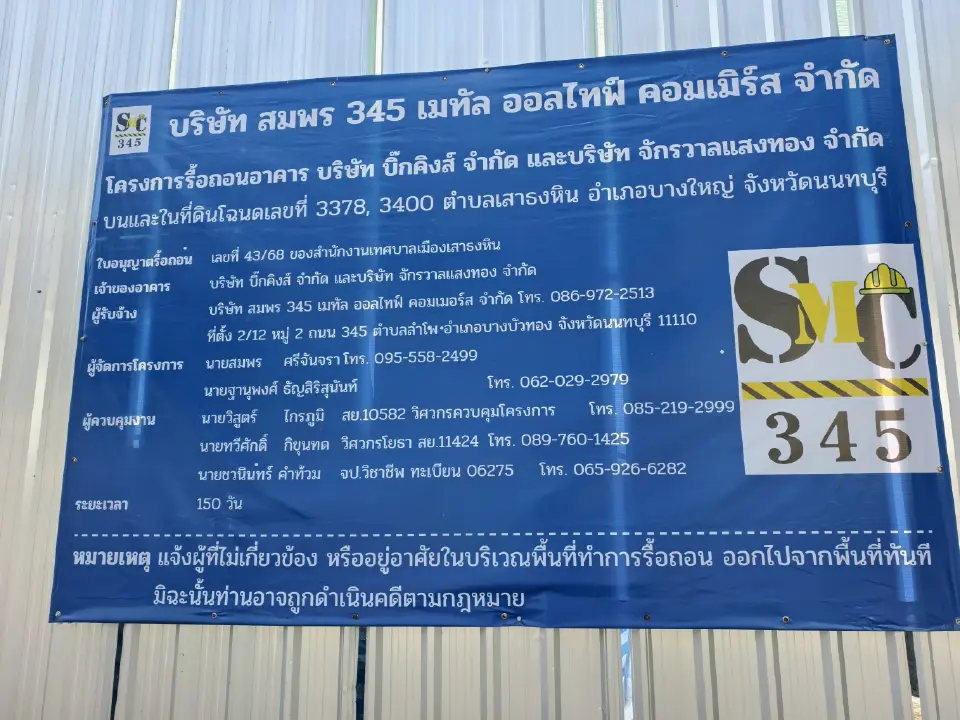 SMC
345
บริษัท สมพร 345 เมทัล ออลไทฟ์ คอมเมิร์ส จำกัด
โครงการรื้อถอนอาคาร บริษัท บิ๊กคิงส์ จำกัด และบริษัท จักรวาลแสงทอง จำกัด
บนและในที่ดินโฉนดเลขที่ 3378, 3400 ตำบลเสาธงหิน อำเภอบางใหญ่ จังหวัดนนทบุรี
ใบอนุญาตรื้อถอน เลขที่ 43/68 ของสำนักงานเทศบาลเมืองเสาธงหิน
เจ้าของอาคาร บริษัท บิ๊กคิงส์ จำกัด และบริษัท จักรวาลแสงทอง จำกัด
ผู้รับจ้าง บริษัท สมพร 345 เมทัล ออลไทฟ์ คอมเมอร์ส จำกัด โทร. 086-972-2513
ที่ตั้ง 2/12 หมู่ 2 ถนน 345 ตำบลลำโพ อำเภอบางบัวทอง จังหวัดนนทบุรี 11110
ผู้จัดการโครงการ นายสมพร ศรีจันจรา โทร. 095-558-2499
นายฐานุพงศ์ ธัญสิริสุนันท์ โทร. 062-029-2979
ผู้ควบคุมงาน นายวิสูตร์ ไกรภูมิ สย.10582 วิศวกรควบคุมโครงการ โทร. 085-219-2999
นายทวีศักดิ์ กิขุนทด วิศวกรโยธา สย.11424 โทร. 089-760-1425
นายชานินทร์ คำท้วม จป.วิชาชีพ ทะเบียน 06275 โทร. 065-926-6282
ระยะเวลา 150 วัน
SMC
345
หมายเหตุ แจ้งผู้ที่ไม่เกี่ยวข้อง หรืออยู่อาศัยในบริเวณพื้นที่ทำการรื้อถอน ออกไปจากพื้นที่ทันที
มิฉะนั้นท่านอาจถูกดำเนินคดีตามกฎหมาย